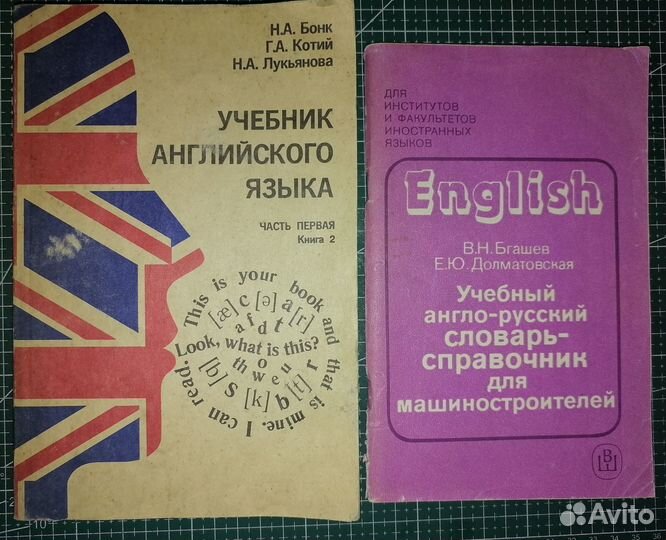 Н.А. Бонк
Г.А. Котий
Н.А. Лукьянова
УЧЕБНИК
АНГЛИЙСКОГО
ЯЗЫКА
ЧАСТЬ ПЕРВАЯ
Книга 2
This is your book and that is mine. I can read.
[æ] c [ə] a [r]
a f d t
Look, what is this?
o
th w e u r
[b] S [k] b [t]
ДЛЯ
ИНСТИТУТОВ
И ФАКУЛЬТЕТОВ
ИНОСТРАННЫХ
ЯЗЫКОВ
English
В.Н. Бгашев
Е.Ю. Долматовская
Учебный
англо-русский
словарь-
справочник
для
машиностроителей
Avito